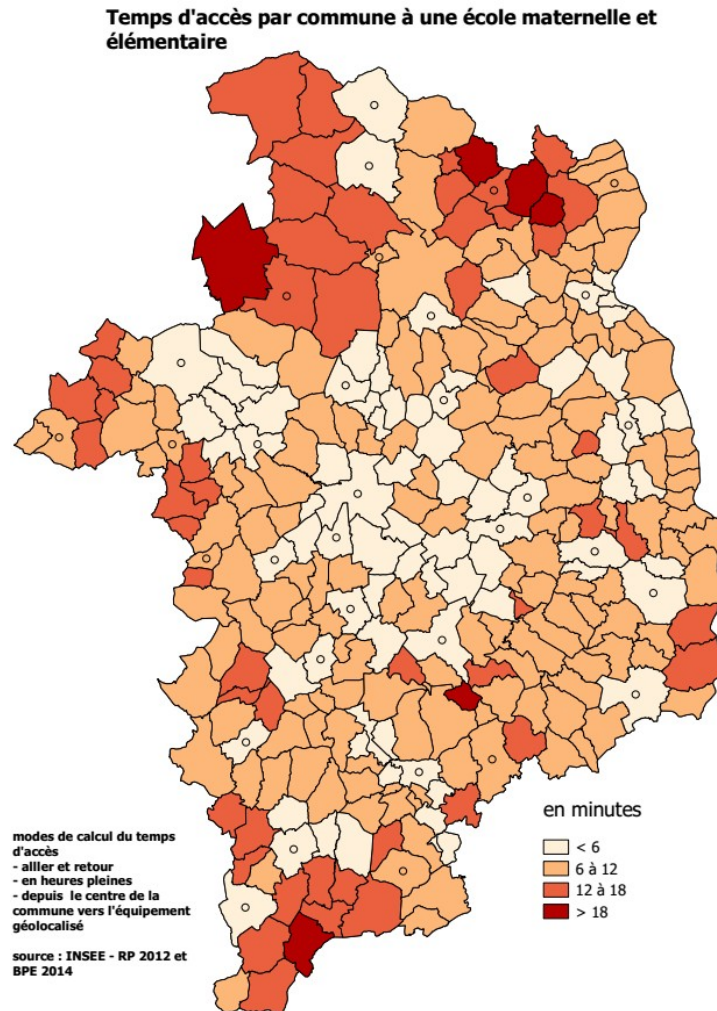 Temps d'accès par commune à une école maternelle et
élémentaire
en minutes
< 6
6 à 12
12 à 18
> 18
modes de calcul du temps
d'accès
- alller et retour
- en heures pleines
- depuis le centre de la
commune vers l'équipement
géolocalisé
source : INSEE - RP 2012 et
BPE 2014